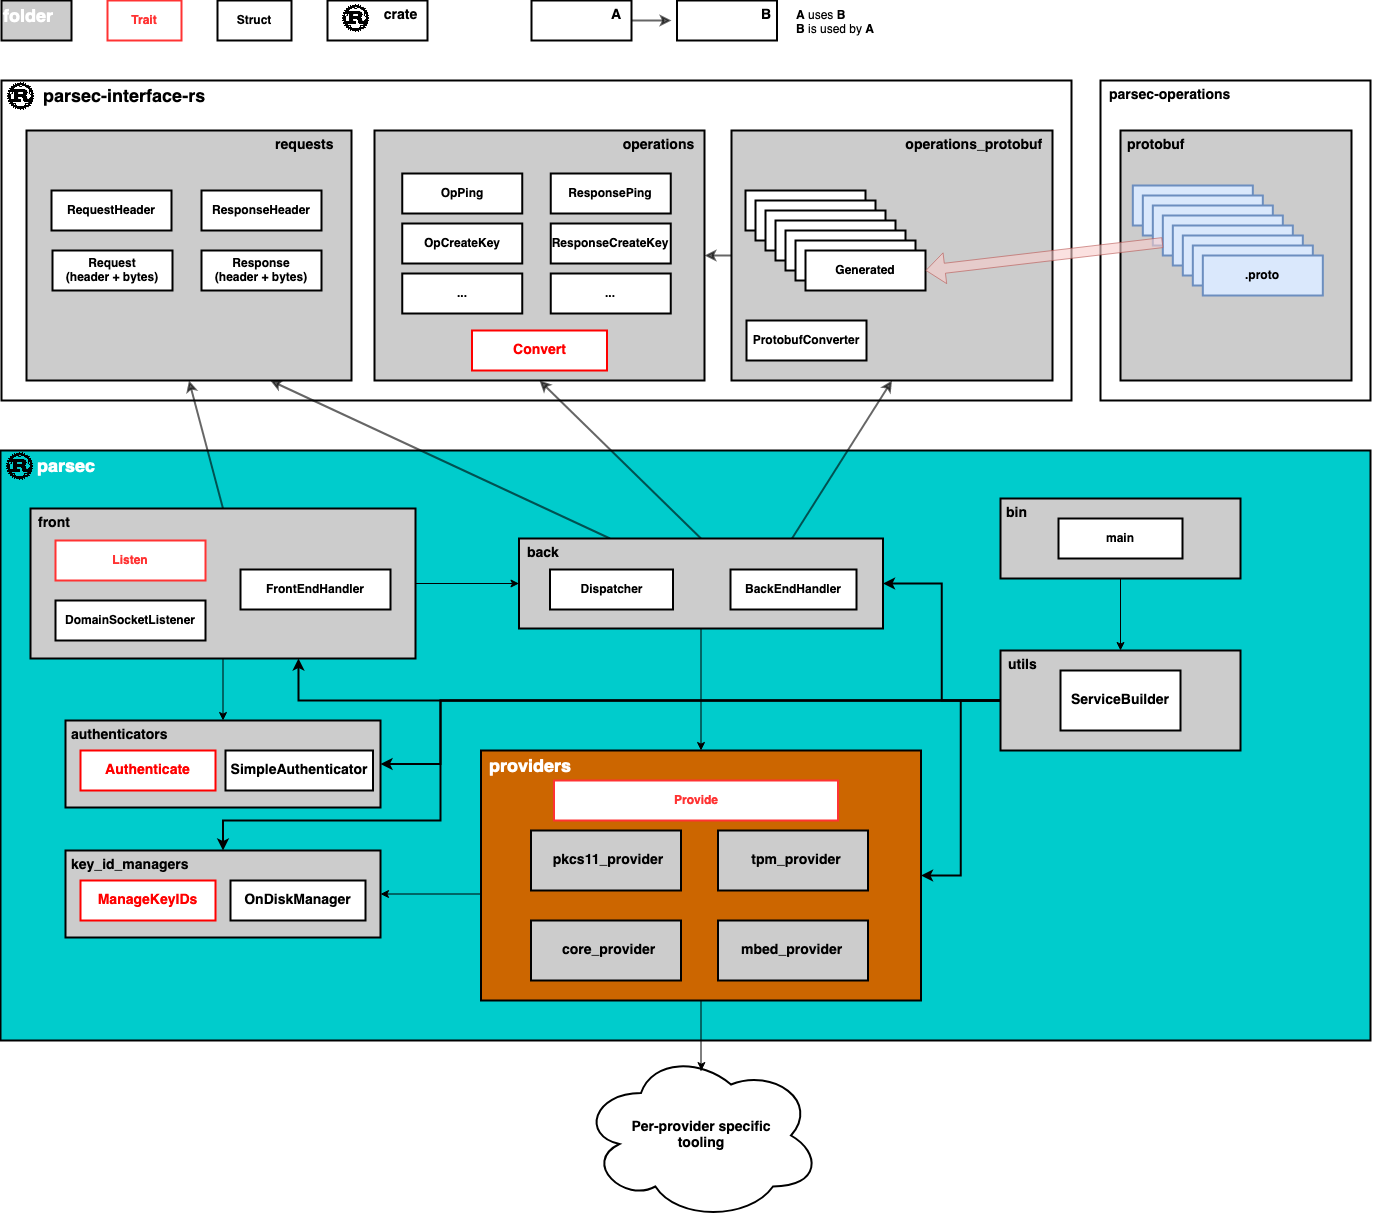 folder
Trait
Struct
crate
A
B
A uses B
B is used by A
parsec-interface-rs
requests
RequestHeader
ResponseHeader
Request
(header + bytes)
Response
(header + bytes)
operations
OpPing
ResponsePing
OpCreateKey
ResponseCreateKey
...
...
Convert
operations_protobuf
Generated
ProtobufConverter
parsec-operations
protobuf
.proto
parsec
front
Listen
FrontEndHandler
DomainSocketListener
back
Dispatcher
BackEndHandler
bin
main
utils
ServiceBuilder
authenticators
Authenticate
SimpleAuthenticator
key_id_managers
ManageKeyIDs
OnDiskManager
providers
Provide
pkcs11_provider
tpm_provider
core_provider
mbed_provider
Per-provider specific
tooling